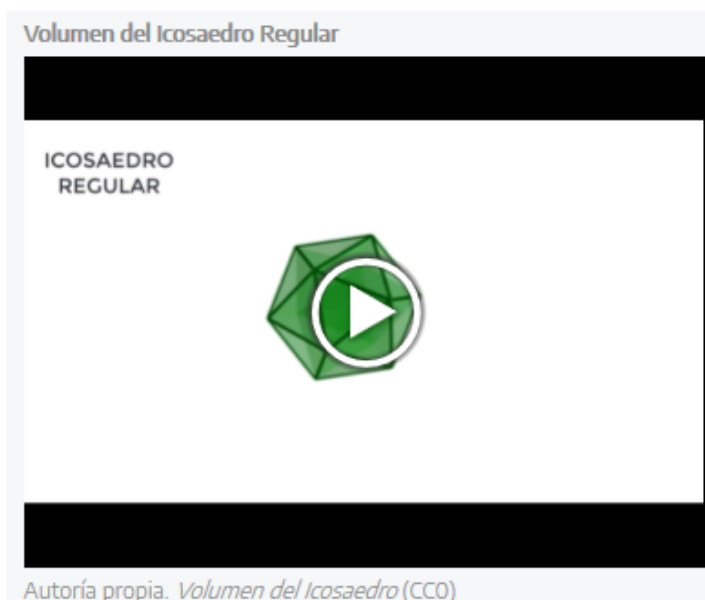 Volumen del Icosaedro Regular
ICOSAEDRO
REGULAR
Autoría propia. Volumen del Icosaedro (CC0)